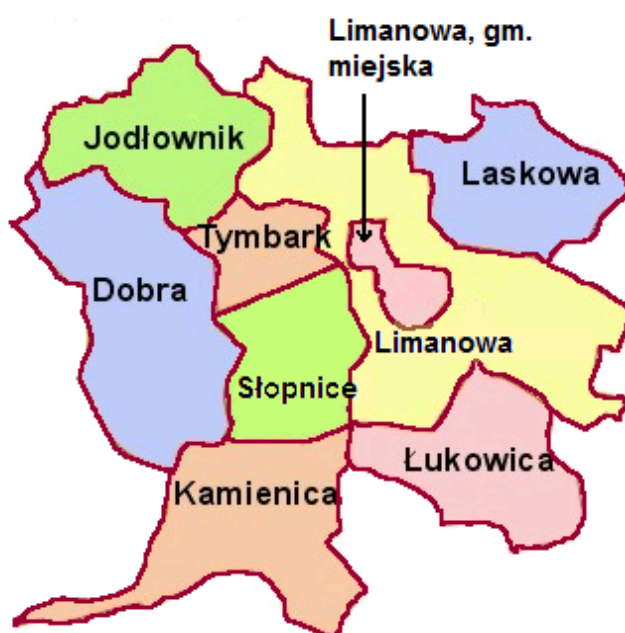 Limanowa, gm.
miejska
Jodłownik
Laskowa
Tymbark
Dobra
Limanowa
Słopnice
Łukowica
Kamienica